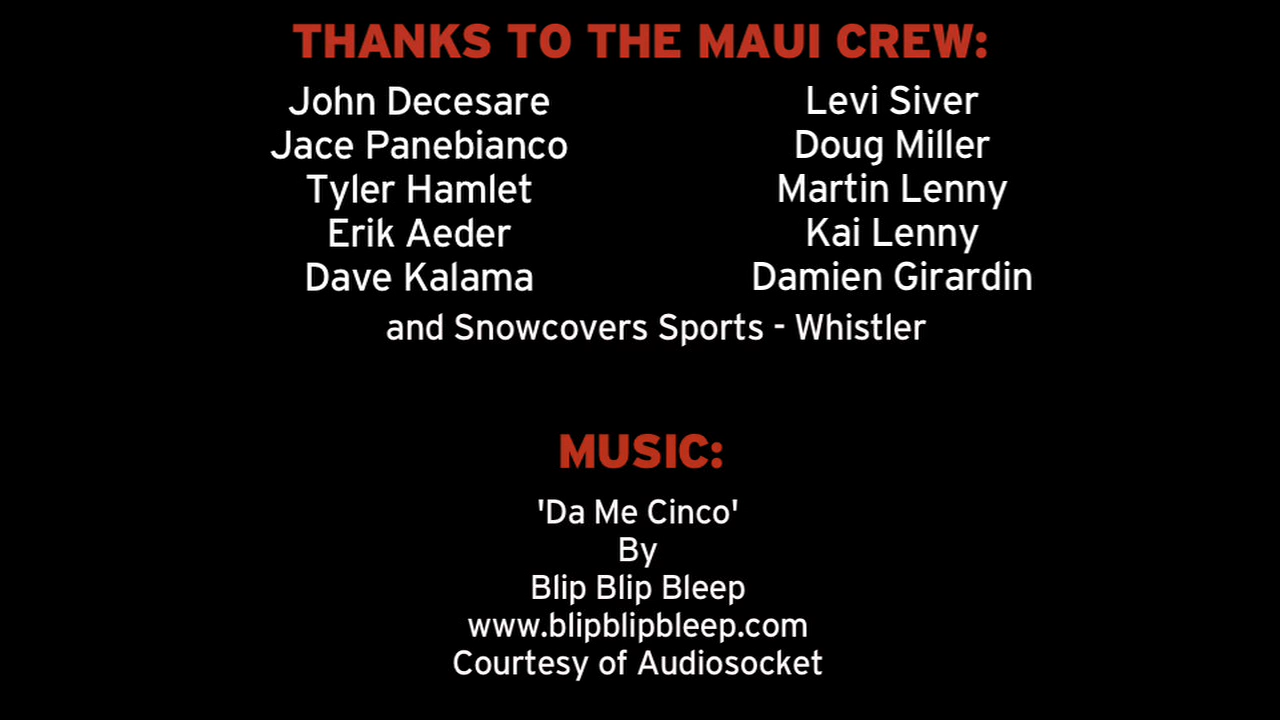 THANKS TO THE MAUI CREW:
John Decesare
Jace Panebianco
Tyler Hamlet
Erik Aeder
Dave Kalama
Levi Siver
Doug Miller
Martin Lenny
Kai Lenny
Damien Girardin
and Snowcovers Sports - Whistler
MUSIC:
'Da Me Cinco'
By
Blip Blip Bleep
www.blipblipbleep.com
Courtesy of Audiosocket